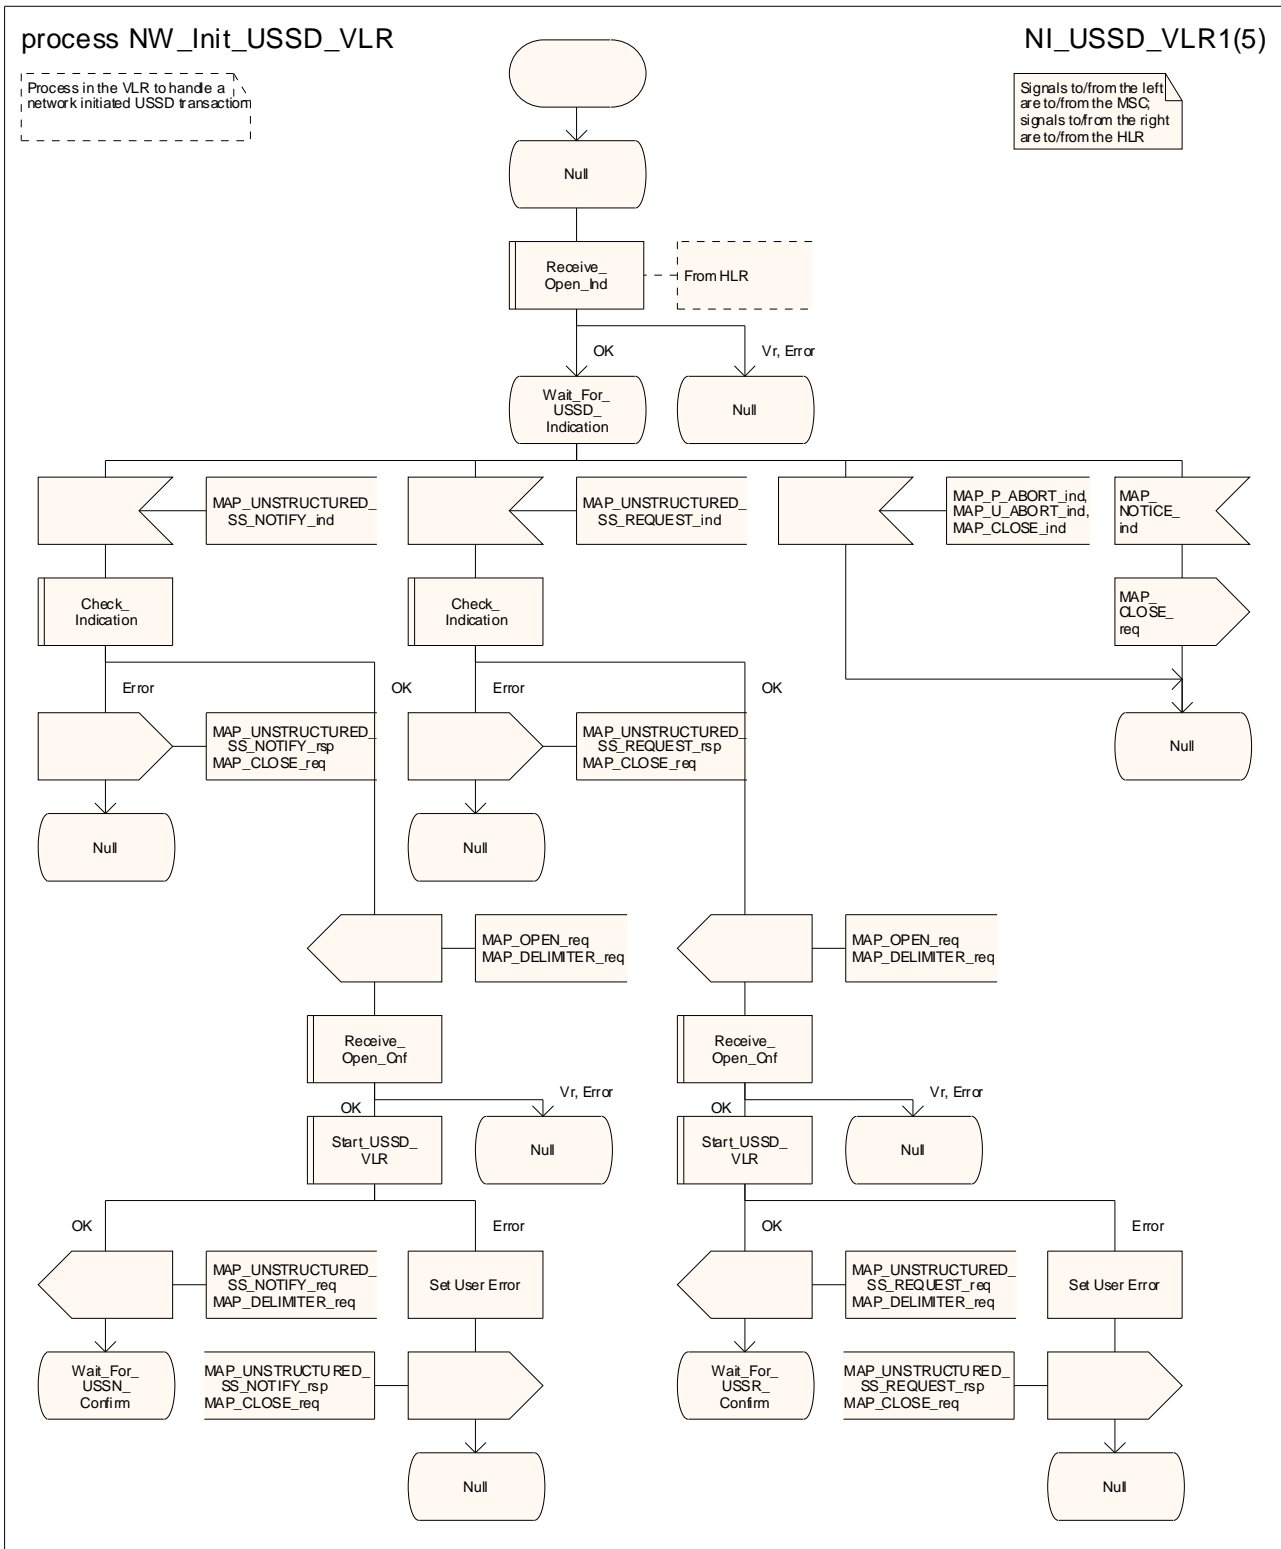 process NW_Init_USSD_VLR
NI_USSD_VLR1(5)
Process in the VLR to handle a
network initiated USSD transaction
Signals to/from the left
are to/from the MSC;
signals to/from the right
are to/from the HLR
Null
Receive_
Open_Ind
From HLR
OK
Vr, Error
Wait_For_
USSD_
Indication
Null
MAP_UNSTRUCTURED_
SS_NOTIFY_ind
MAP_UNSTRUCTURED_
SS_REQUEST_ind
MAP_P_ABORT_ind,
MAP_U_ABORT_ind,
MAP_CLOSE_ind
MAP_
NOTICE_
ind
Check_
Indication
Check_
Indication
MAP_
CLOSE_
req
Error
OK
Error
OK
MAP_UNSTRUCTURED_
SS_NOTIFY_rsp
MAP_CLOSE_req
MAP_UNSTRUCTURED_
SS_REQUEST_rsp
MAP_CLOSE_req
Null
Null
Null
MAP_OPEN_req
MAP_DELIMITER_req
MAP_OPEN_req
MAP_DELIMITER_req
Receive_
Open_Cnf
Receive_
Open_Cnf
OK
Vr, Error
OK
Vr, Error
Start_USSD_
VLR
Null
Start_USSD_
VLR
Null
OK
Error
OK
Error
MAP_UNSTRUCTURED_
SS_NOTIFY_req
MAP_DELIMITER_req
Set User Error
MAP_UNSTRUCTURED_
SS_REQUEST_req
MAP_DELIMITER_req
Set User Error
Wait_For_
USSN_
Confirm
MAP_UNSTRUCTURED_
SS_NOTIFY_rsp
MAP_CLOSE_req
Wait_For_
USSR_
Confirm
MAP_UNSTRUCTURED_
SS_REQUEST_rsp
MAP_CLOSE_req
Null
Null